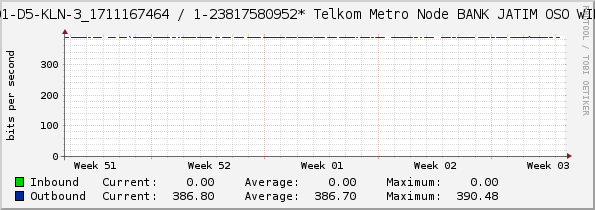 01-D5-KLN-3_1711167464 / 1-23817580952* Telkom Metro Node BANK JATIM OSO WI
RRDTOOL / TOBI OETIKER
bits per second
300
200
100
0
Week 51 Week 52 Week 01 Week 02 Week 03
Inbound Current: 0.00 Average: 0.00 Maximum: 0.00
Outbound Current: 386.80 Average: 386.70 Maximum: 390.48